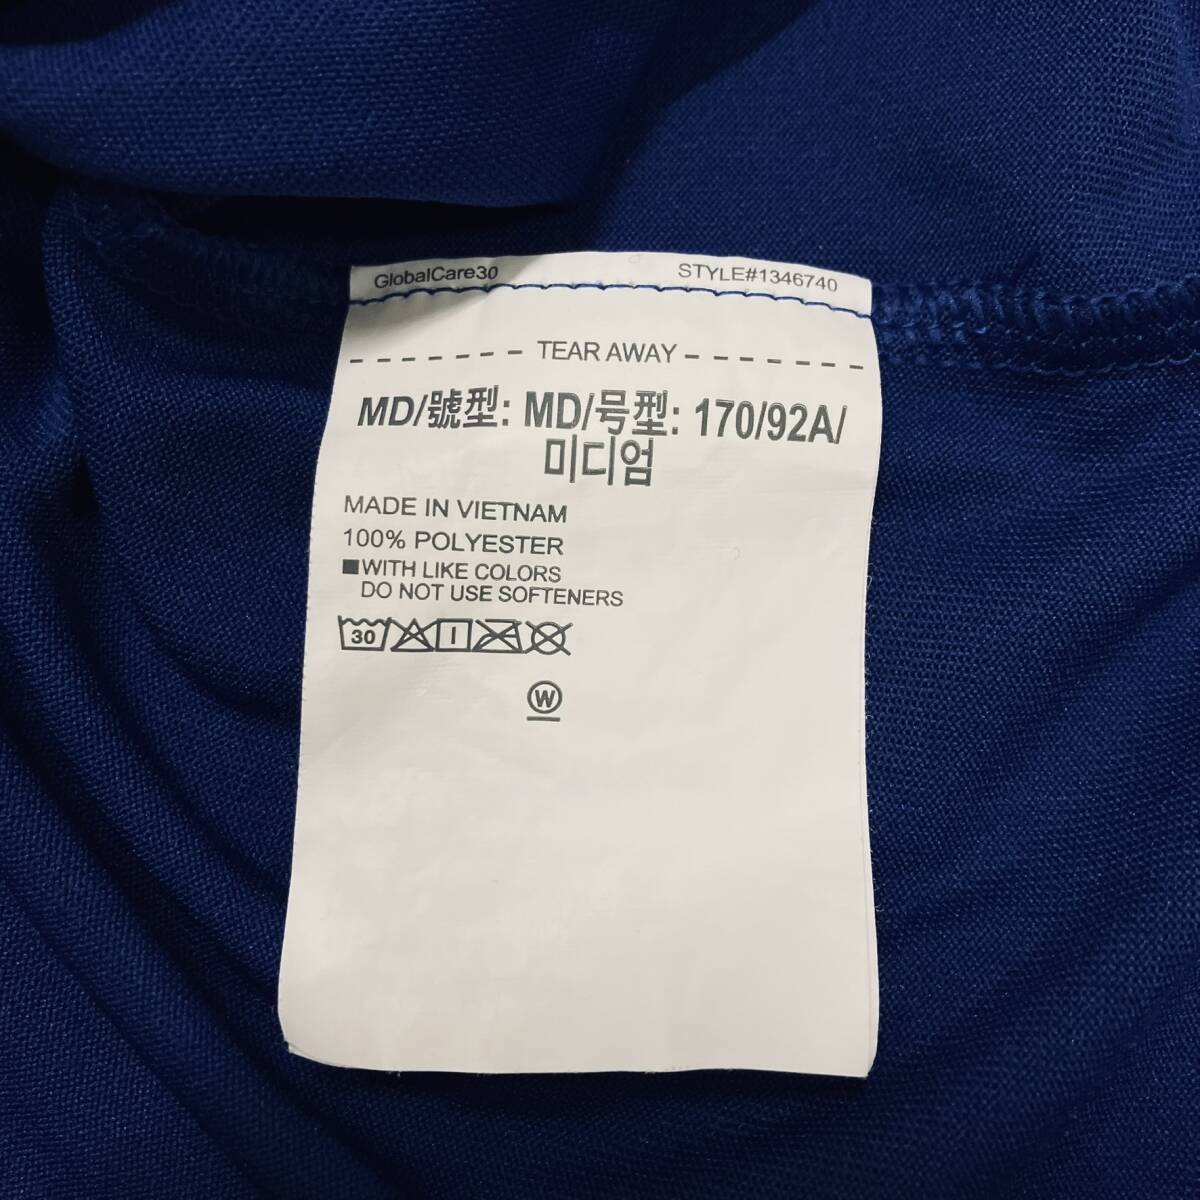 GlobalCare30 STYLE#1346740
TEAR AWAY
MD/號型: MD/号型: 170/92A/
미디엄
MADE IN VIETNAM
100% POLYESTER
■WITH LIKE COLORS
DO NOT USE SOFTENERS
30
W